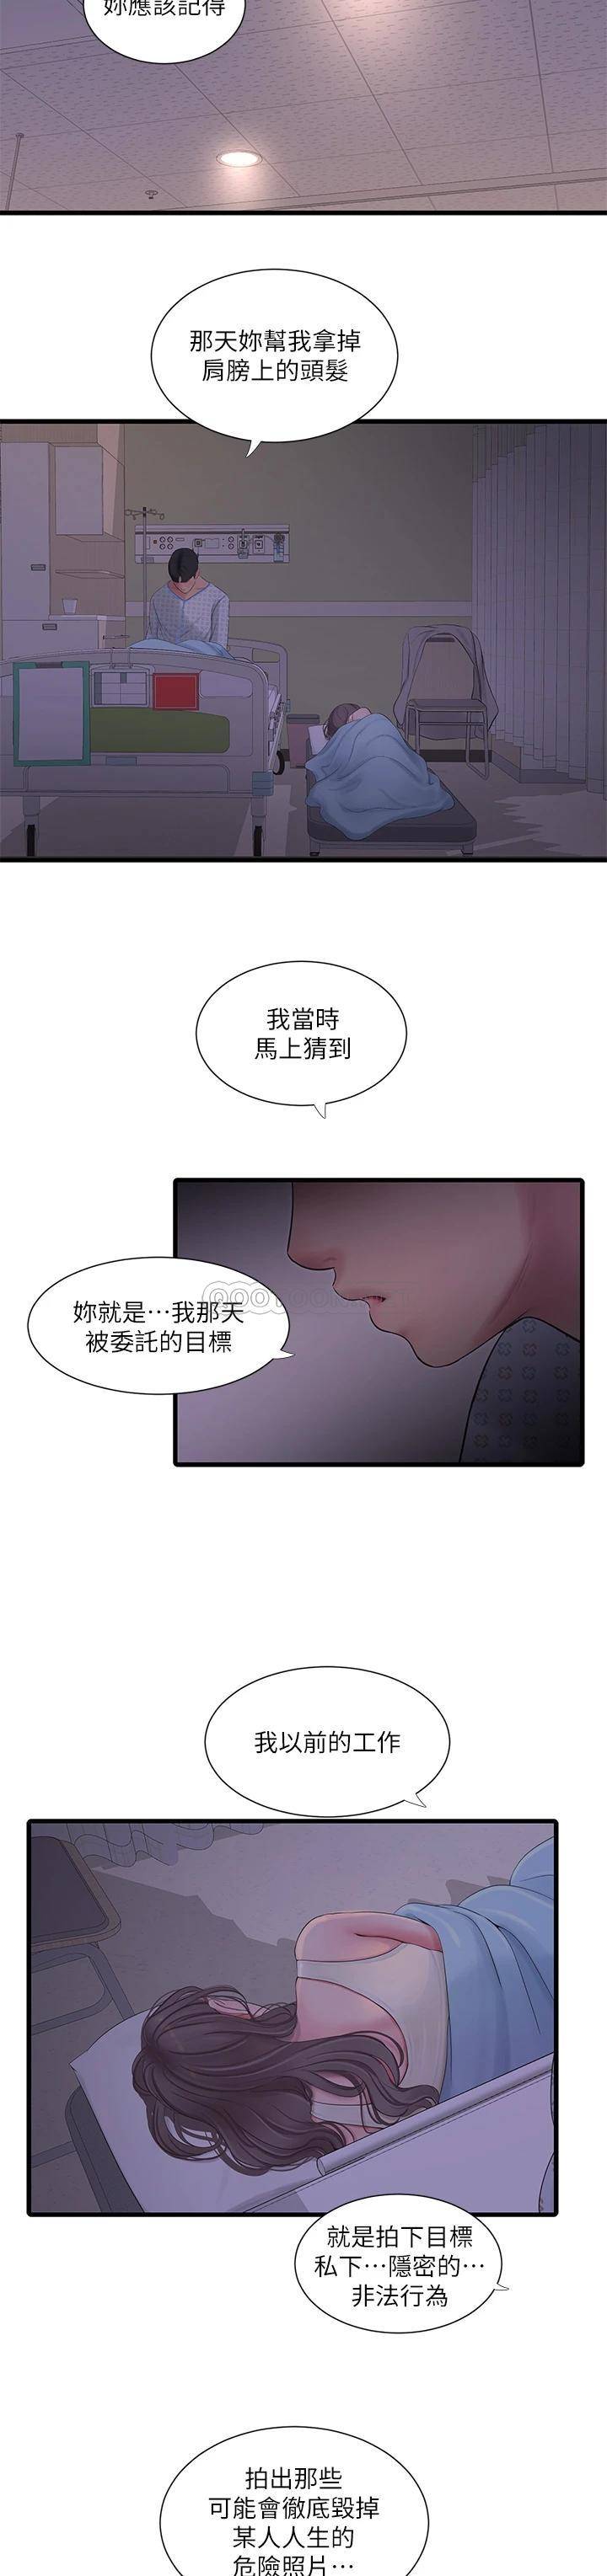 妳應該記得
那天妳幫我拿掉
肩膀上的頭髮
我當時
馬上猜到
妳就是⋯我那天
被委託的目標
我以前的工作
就是拍下目標
私下⋯隱密的⋯
非法行為
拍出那些
可能會徹底毀掉
某人人生的
危險照片⋯